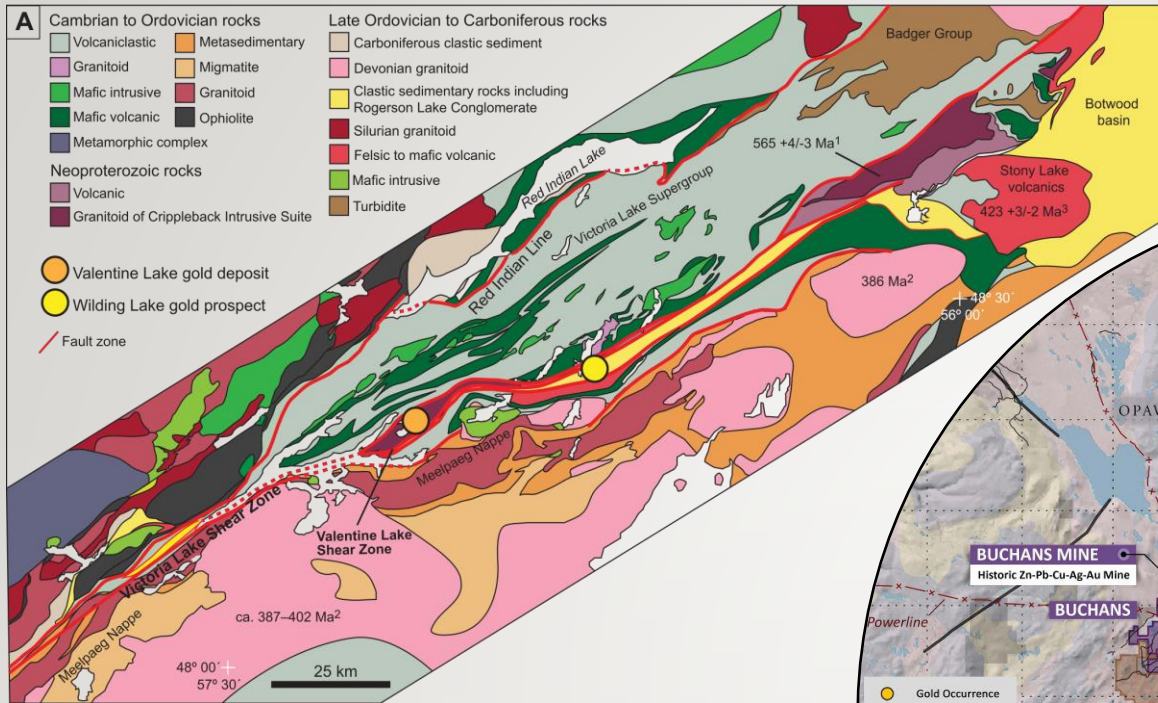 A
Cambrian to Ordovician rocks
Volcaniclastic
Granitoid
Mafic intrusive
Mafic volcanic
Metamorphic complex
Metasedimentary
Migmatite
Granitoid
Ophiolite
Neoproterozoic rocks
Volcanic
Granitoid of Crippleback Intrusive Suite
Valentine Lake gold deposit
Wilding Lake gold prospect
Fault zone
Late Ordovician to Carboniferous rocks
Carboniferous clastic sediment
Devonian granitoid
Clastic sedimentary rocks including
Rogerson Lake Conglomerate
Silurian granitoid
Felsic to mafic volcanic
Mafic intrusive
Turbidite
Badger Group
Botwood
basin
565 +4/-3 Ma¹
Stony Lake
volcanics
423 +3/-2 Ma³
Red Indian Lake
Victoria Lake Supergroup
Red Indian Line
386 Ma²
48º 30´
56º 00´
Meelpaeg Nappe
Valentine Lake
Shear Zone
Victoria Lake Shear Zone
Meelpaeg Nappe
ca. 387–402 Ma²
48º 00´
57º 30´
25 km
OPAW
BUCHANS MINE
Historic Zn-Pb-Cu-Ag-Au Mine
BUCHANS
Powerline
Gold Occurrence